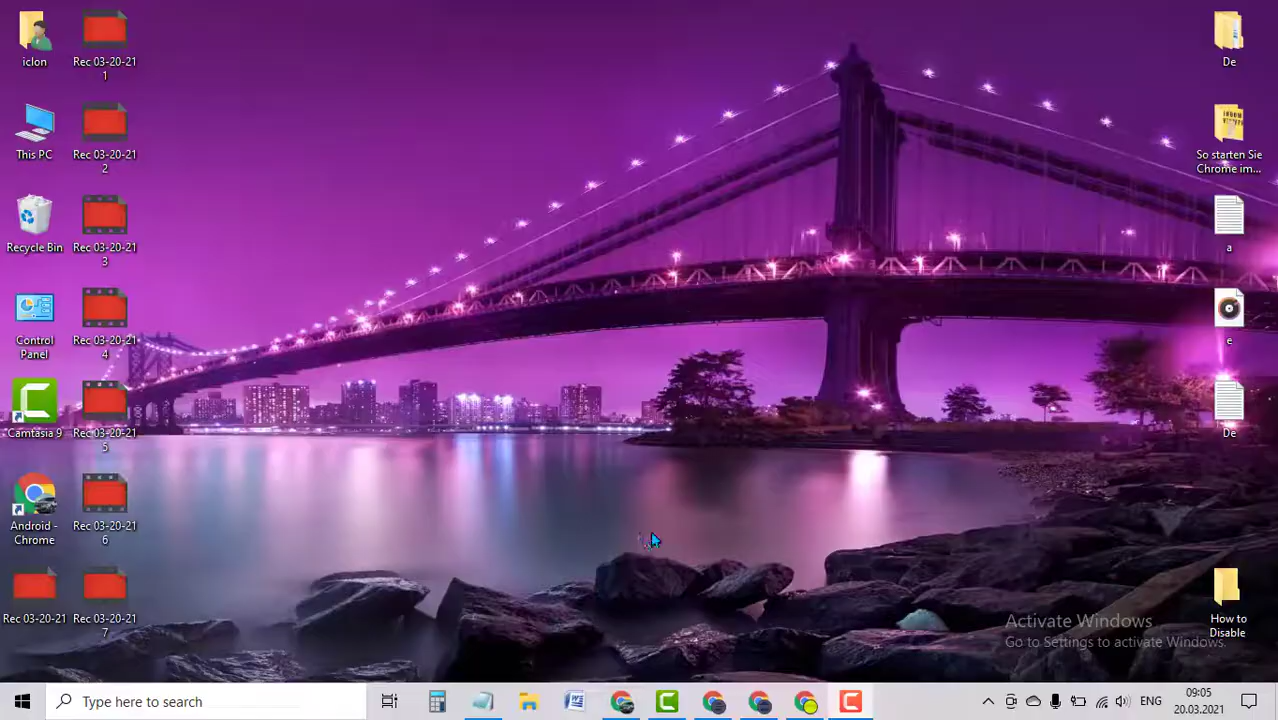 iclon
This PC
Recycle Bin
Control
Panel
Camtasia 9
Android -
Chrome
Rec 03-20-21
Rec 03-20-21
1
Rec 03-20-21
2
Rec 03-20-21
3
Rec 03-20-21
4
Rec 03-20-21
5
Rec 03-20-21
6
Rec 03-20-21
7
De
So starten Sie
Chrome im...
a
e
De
How to
Disable
Activate Windows
Go to Settings to activate Windows.
Type here to search
ENG
09:05
20.03.2021